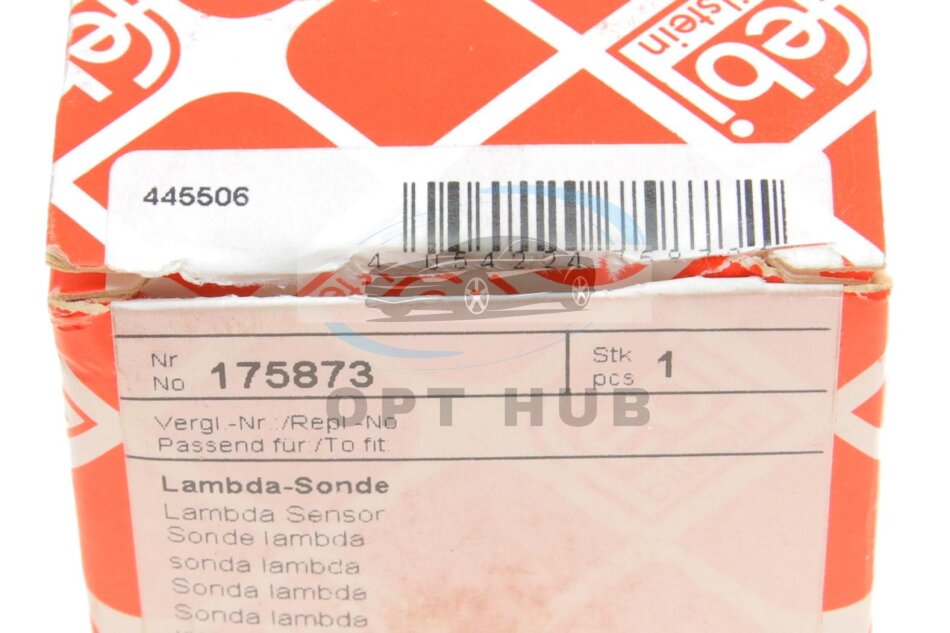 febi
bilstein
445506
Nr
No 175873
Stk
pcs 1
OPT HUB
Vergl.-Nr.:/Repl.-No
Passend für:/To fit:
Lambda-Sonde
Lambda Sensor
Sonde lambda
sonda lambda
Sonda lambda
Sonda lambda